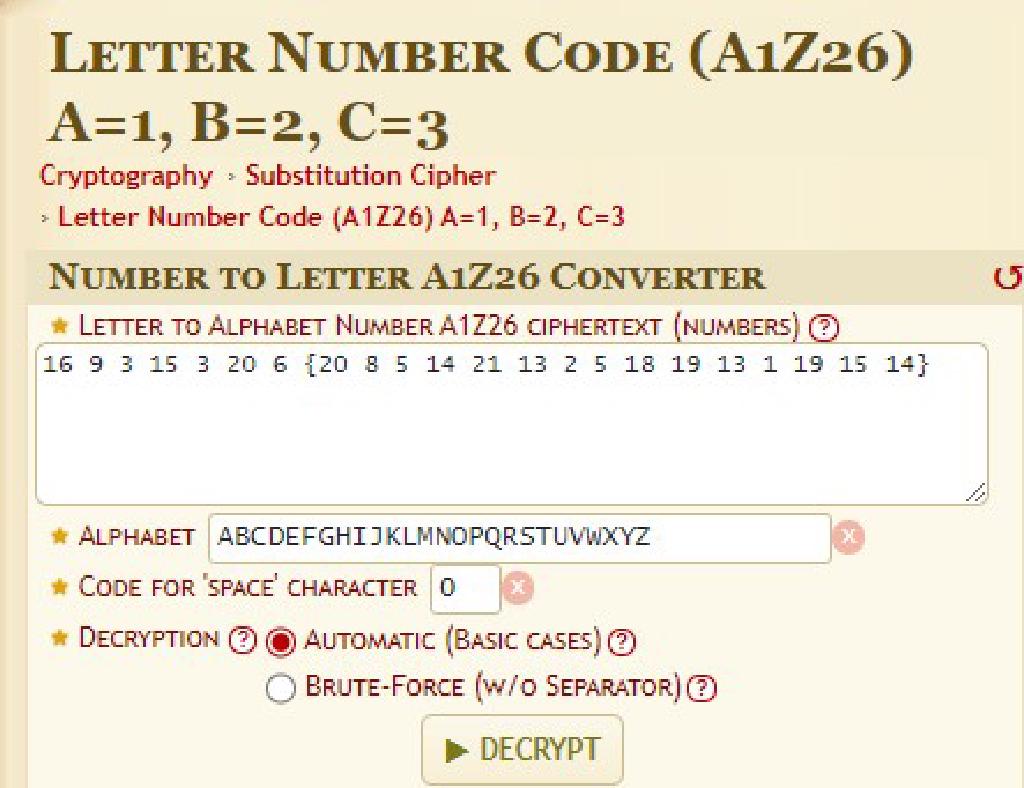 LETTER NUMBER CODE (A1Z26)
A=1, B=2, C=3
Cryptography › Substitution Cipher
› Letter Number Code (A1Z26) A=1, B=2, C=3
NUMBER TO LETTER A1Z26 CONVERTER
LETTER TO ALPHABET NUMBER A1Z26 CIPHERTEXT (NUMBERS) ?
16 9 3 15 3 20 6 {20 8 5 14 21 13 2 5 18 19 13 1 19 15 14}
ALPHABET ABCDEFGHIJKLMNOPQRSTUVWXYZ X
CODE FOR 'SPACE' CHARACTER 0 X
DECRYPTION ? AUTOMATIC (BASIC CASES) ?
BRUTE-FORCE (W/O SEPARATOR) ?
▶ DECRYPT